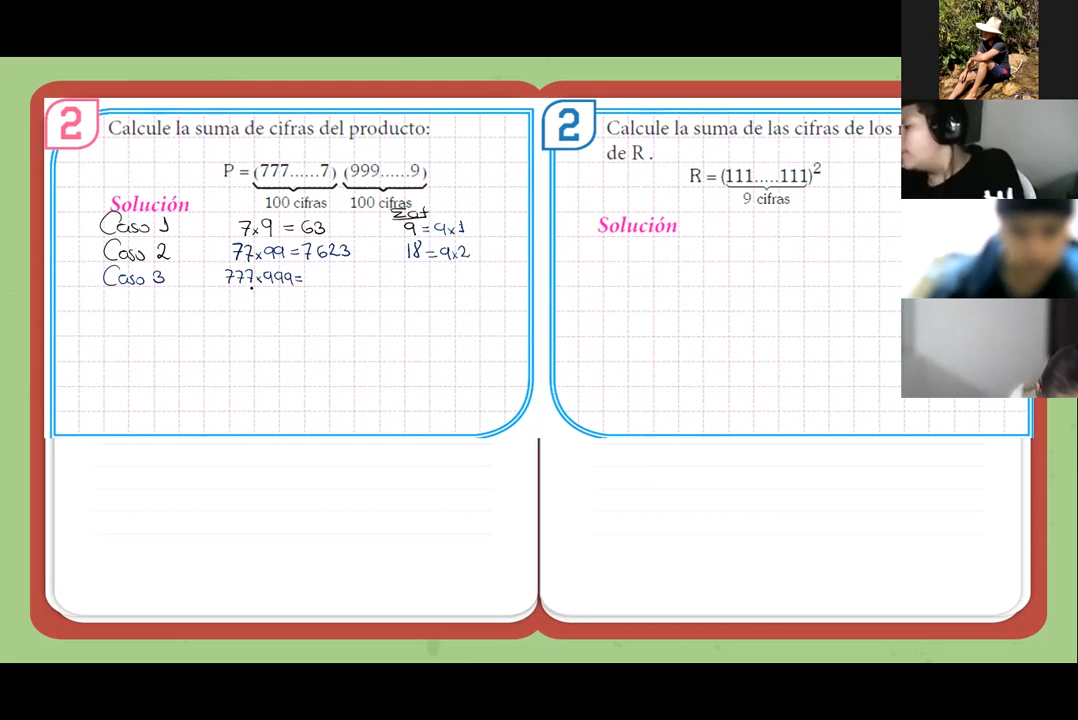 2
Calcule la suma de cifras del producto:
P = (777......7) (999......9)
100 cifras 100 cifras
Solución
Caso 1 7x9 = 63 9 = 9x1
Caso 2 77x99 = 7623 18 = 9x2
Caso 3 777x999=
2
Calcule la suma de las cifras de los
de R .
R = (111.....111)²
9 cifras
Solución